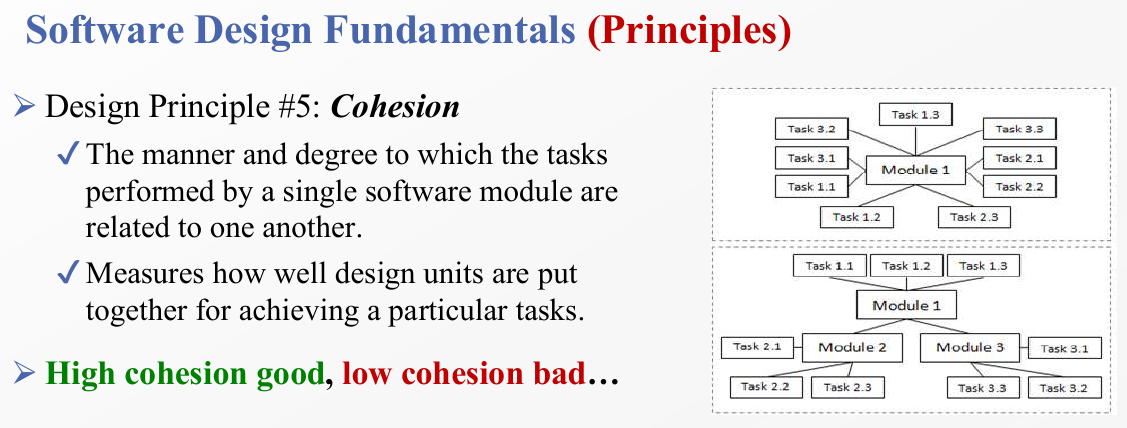 Software Design Fundamentals (Principles)
➢ Design Principle #5: Cohesion
✓ The manner and degree to which the tasks
performed by a single software module are
related to one another.
✓ Measures how well design units are put
together for achieving a particular tasks.
➢ High cohesion good, low cohesion bad…
Task 1.3
Task 3.2
Task 3.3
Task 3.1
Module 1
Task 2.1
Task 1.1
Task 2.2
Task 1.2
Task 2.3
Task 1.1
Task 1.2
Task 1.3
Module 1
Task 2.1
Module 2
Module 3
Task 3.1
Task 2.2
Task 2.3
Task 3.3
Task 3.2